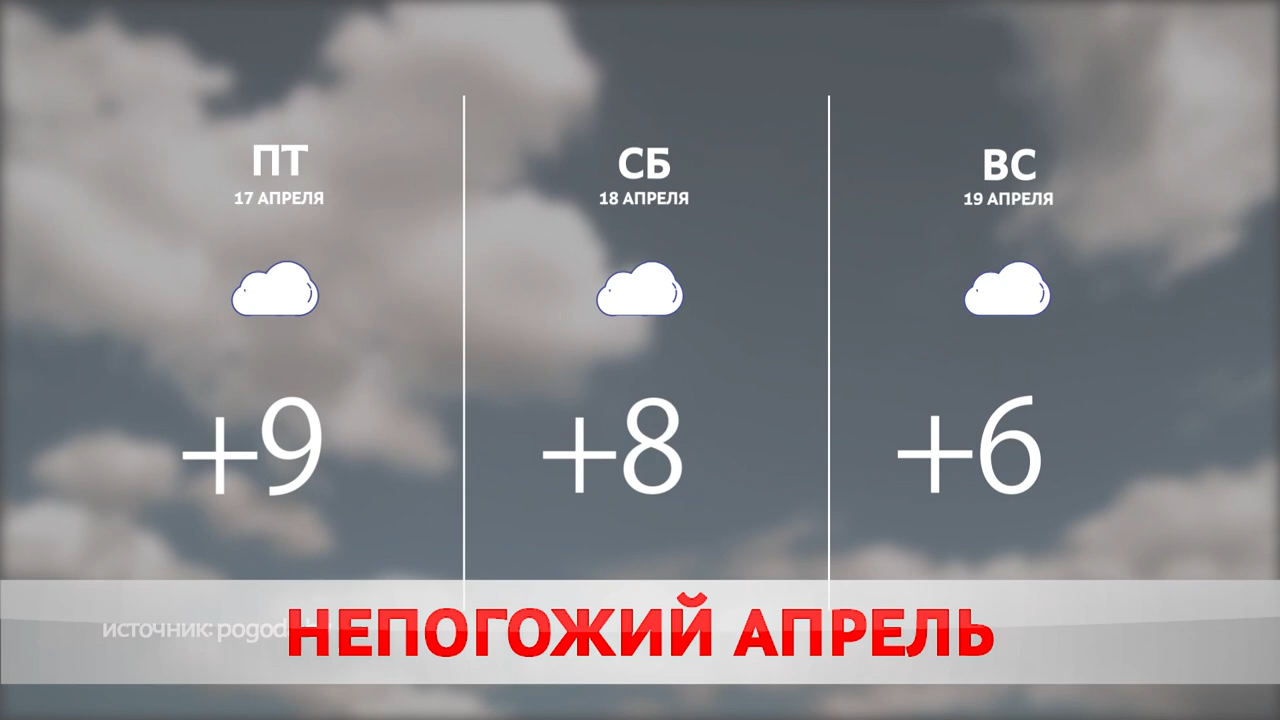 ПТ
17 АПРЕЛЯ
+9
СБ
18 АПРЕЛЯ
+8
ВС
19 АПРЕЛЯ
+6
источник:
НЕПОГОЖИЙ АПРЕЛЬ